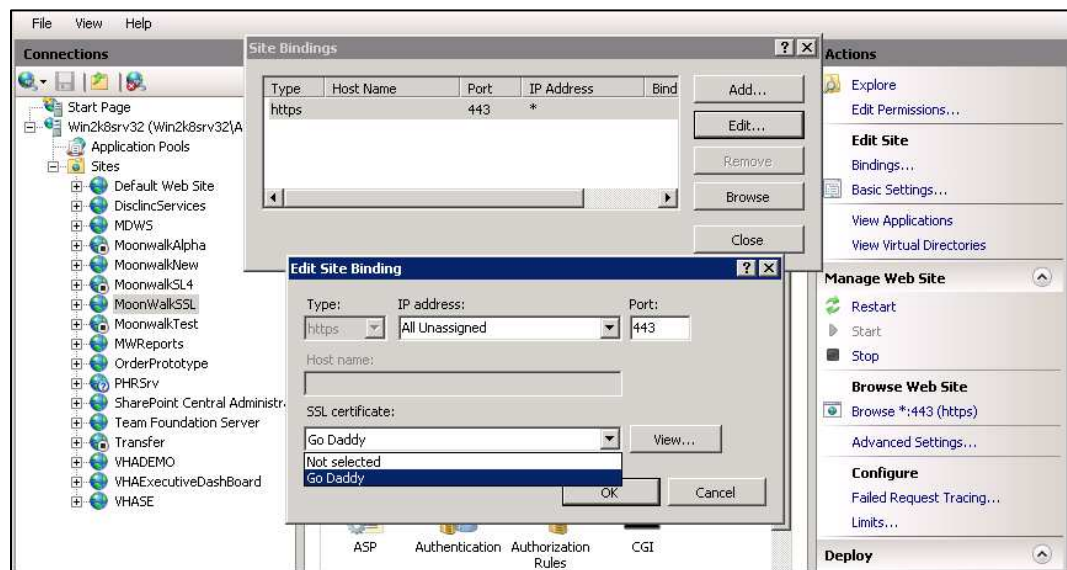 File View Help
Connections
Start Page
Win2k8srv32 (Win2k8srv32\A
Application Pools
Sites
Default Web Site
DisclincServices
MDWS
MoonwalkAlpha
MoonwalkNew
MoonwalkSL4
MoonWalkSSL
MoonwalkTest
MWReports
OrderPrototype
PHRSrv
SharePoint Central Administr
Team Foundation Server
Transfer
VHADEMO
VHAExecutiveDashBoard
VHASE
Site Bindings
Type Host Name Port IP Address Bind
https 443 *
Add...
Edit...
Remove
Browse
Close
Edit Site Binding
Type: IP address: Port:
https All Unassigned 443
Host name:
SSL certificate:
Go Daddy View...
Not selected
Go Daddy
OK Cancel
ASP Authentication Authorization Rules CGI
Actions
Explore
Edit Permissions...
Edit Site
Bindings...
Basic Settings...
View Applications
View Virtual Directories
Manage Web Site
Restart
Start
Stop
Browse Web Site
Browse *:443 (https)
Advanced Settings...
Configure
Failed Request Tracing...
Limits...
Deploy